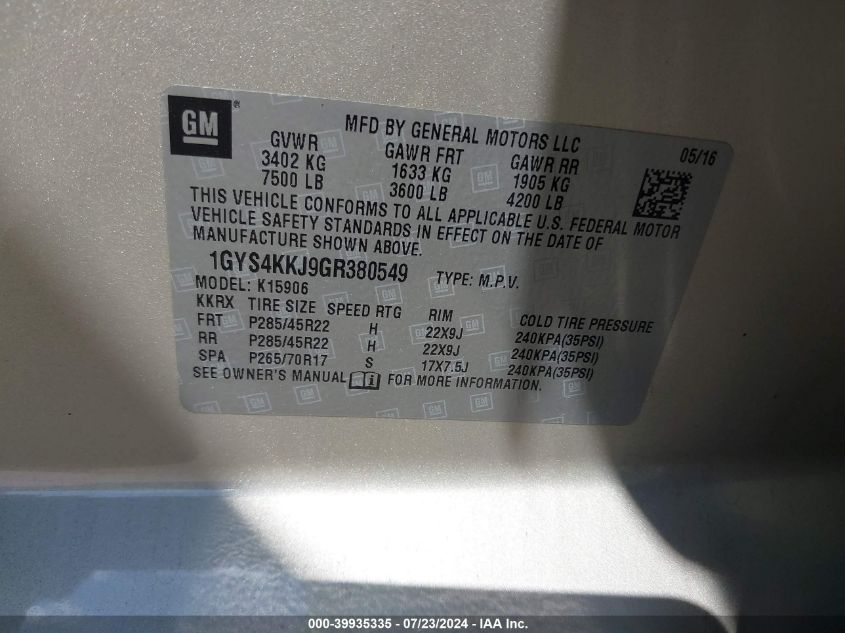 GM®
MFD BY GENERAL MOTORS LLC
05/16
GVWR GAWR FRT GAWR RR
3402 KG 1633 KG 1905 KG
7500 LB 3600 LB 4200 LB
THIS VEHICLE CONFORMS TO ALL APPLICABLE U.S. FEDERAL MOTOR
VEHICLE SAFETY STANDARDS IN EFFECT ON THE DATE OF
MANUFACTURE SHOWN ABOVE.
1GYS4KKJ9GR380549 TYPE: M.P.V.
MODEL: K15906
KKRX TIRE SIZE SPEED RTG RIM COLD TIRE PRESSURE
FRT P285/45R22 H 22X9J 240KPA(35PSI)
RR P285/45R22 H 22X9J 240KPA(35PSI)
SPA P265/70R17 S 17X7.5J 240KPA(35PSI)
SEE OWNER'S MANUAL FOR MORE INFORMATION.
000-39935335 / 07/23/2024 - IAA Inc.